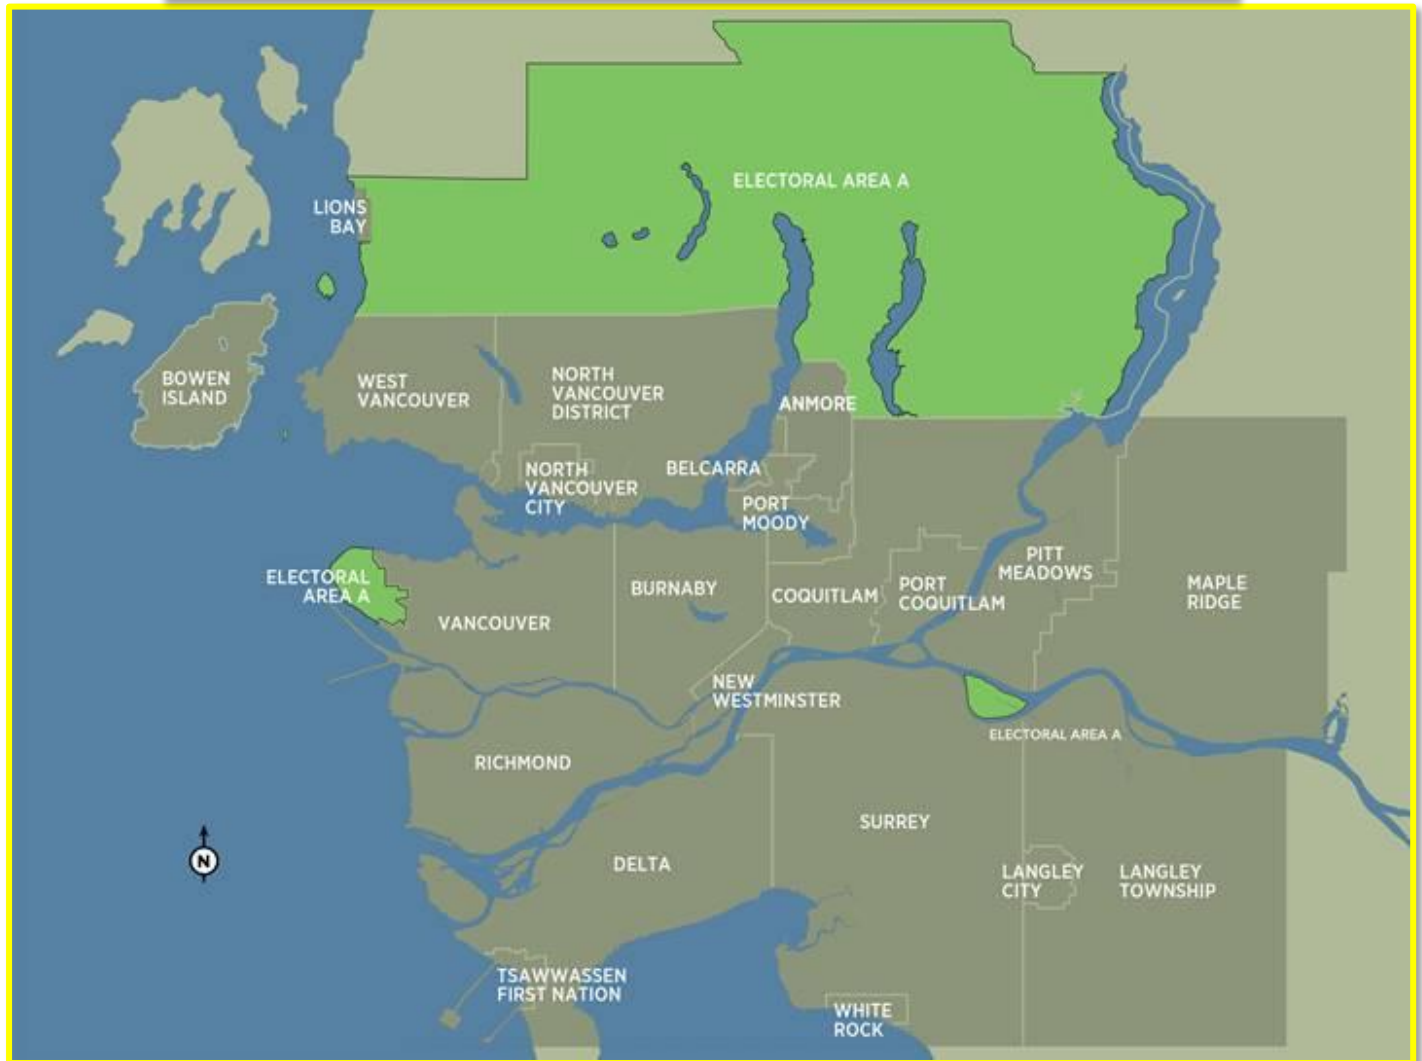 ELECTORAL AREA A
LIONS
BAY
BOWEN
ISLAND
WEST
VANCOUVER
NORTH
VANCOUVER
DISTRICT
ANMORE
NORTH
VANCOUVER
CITY
BELCARRA
PORT
MOODY
ELECTORAL
AREA A
VANCOUVER
BURNABY
COQUITLAM
PORT
COQUITLAM
PITT
MEADOWS
MAPLE
RIDGE
NEW
WESTMINSTER
ELECTORAL AREA A
RICHMOND
SURREY
DELTA
N
LANGLEY
CITY
LANGLEY
TOWNSHIP
TSAWWASSEN
FIRST NATION
WHITE
ROCK